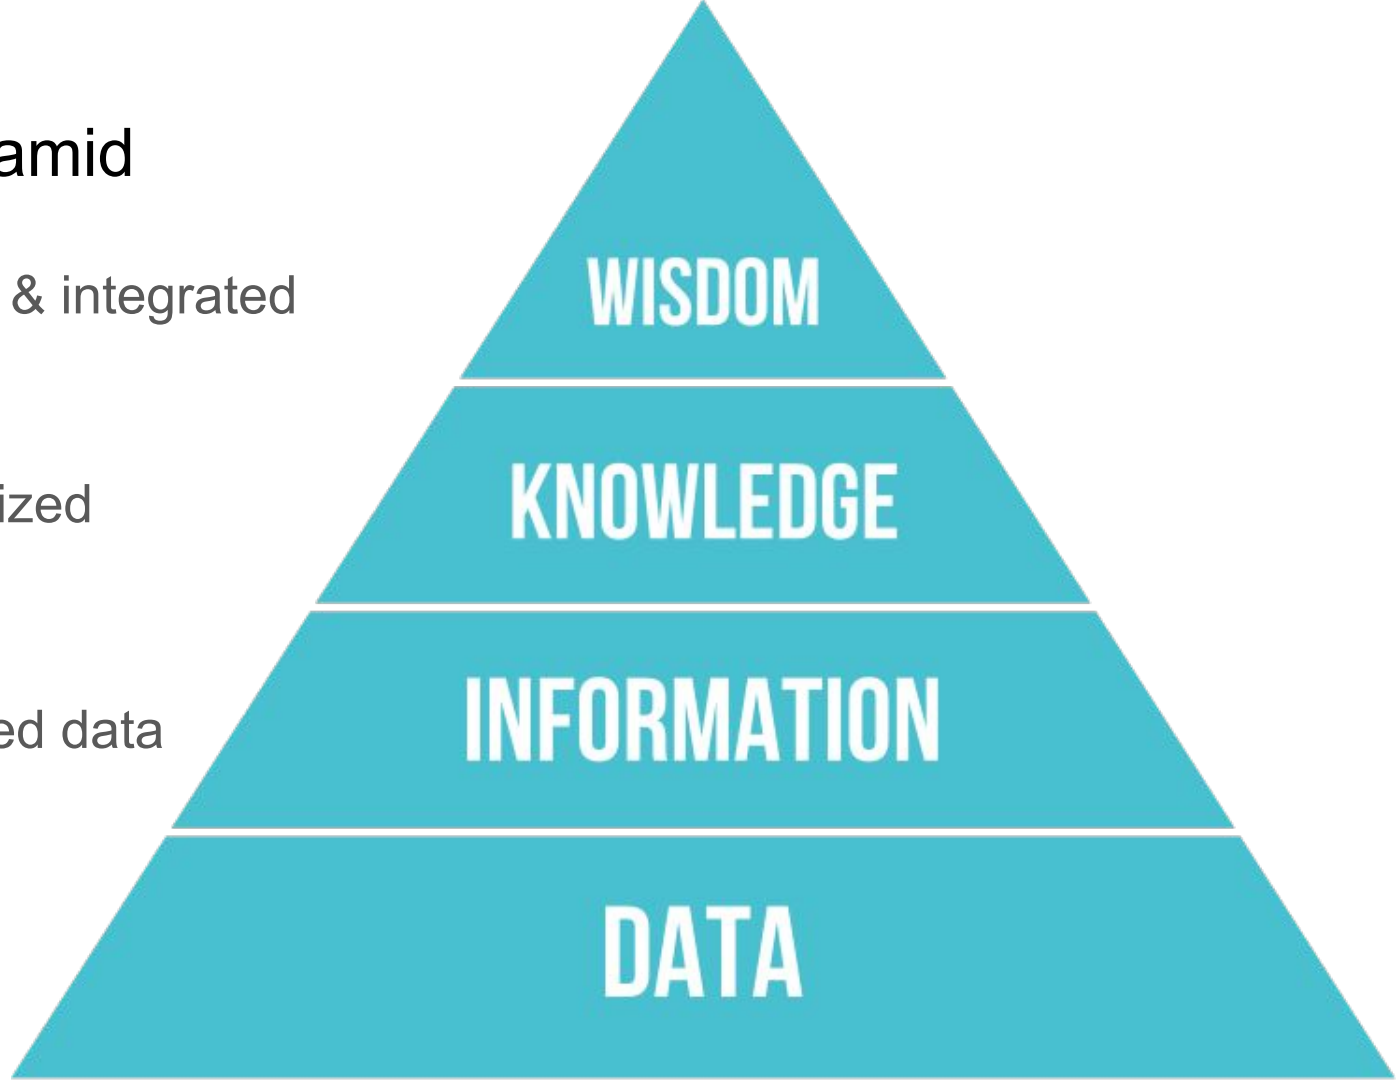 amid
& integrated
WISDOM
ized
KNOWLEDGE
ed data
INFORMATION
DATA